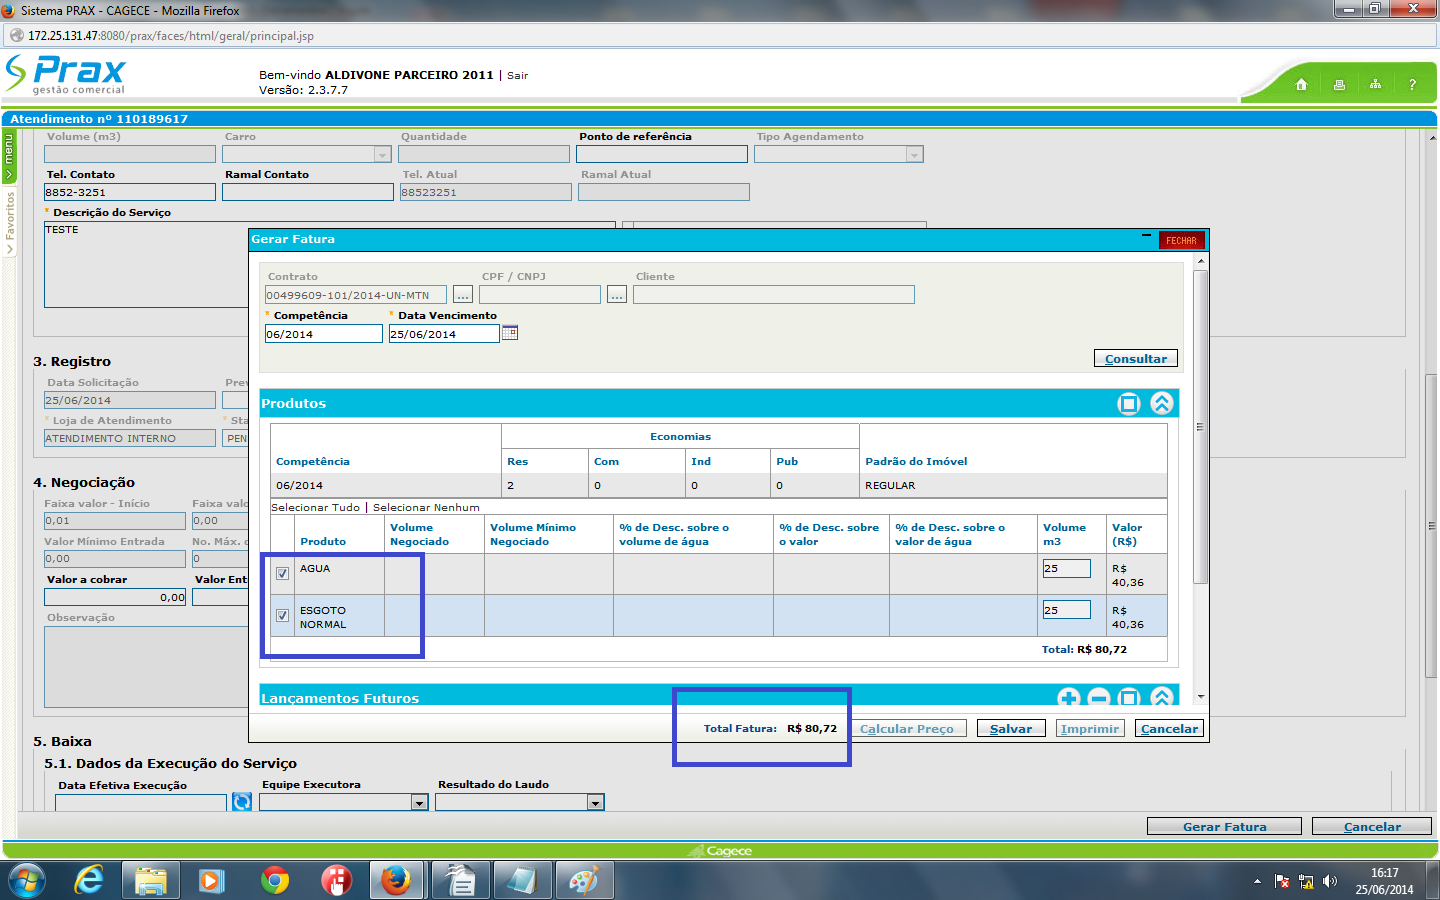 Sistema PRAX - CAGECE - Mozilla Firefox
172.25.131.47:8080/prax/faces/html/geral/principal.jsp
Prax
gestão comercial
Bem-vindo ALDIVONE PARCEIRO 2011 | Sair
Versão: 2.3.7.7
?
Atendimento nº 110189617
menu
Favoritos
Volume (m3) Carro Quantidade Ponto de referência Tipo Agendamento
Tel. Contato Ramal Contato Tel. Atual Ramal Atual
8852-3251 88523251
* Descrição do Serviço
TESTE
Gerar Fatura
FECHAR
Contrato CPF / CNPJ Cliente
00499609-101/2014-UN-MTN ... ...
* Competência * Data Vencimento
06/2014 25/06/2014
Consultar
3. Registro
Data Solicitação Prev
25/06/2014
* Loja de Atendimento * Sta
ATENDIMENTO INTERNO PEN
Produtos
Economias
Competência Res Com Ind Pub Padrão do Imóvel
06/2014 2 0 0 0 REGULAR
Selecionar Tudo | Selecionar Nenhum
Produto Volume Negociado Volume Mínimo Negociado % de Desc. sobre o volume de água % de Desc. sobre o valor % de Desc. sobre o valor de água Volume m3 Valor (R$)
AGUA 25 R$ 40,36
ESGOTO NORMAL 25 R$ 40,36
Total: R$ 80,72
Lançamentos Futuros
Total Fatura: R$ 80,72 Calcular Preço Salvar Imprimir Cancelar
4. Negociação
Faixa valor - Início Faixa valo
0,01 0,00
Valor Mínimo Entrada No. Máx. d
0,00 0
Valor a cobrar Valor Ent
0,00
Observação
5. Baixa
5.1. Dados da Execução do Serviço
Data Efetiva Execução Equipe Executora Resultado do Laudo
Gerar Fatura Cancelar
Cagece
16:17
25/06/2014